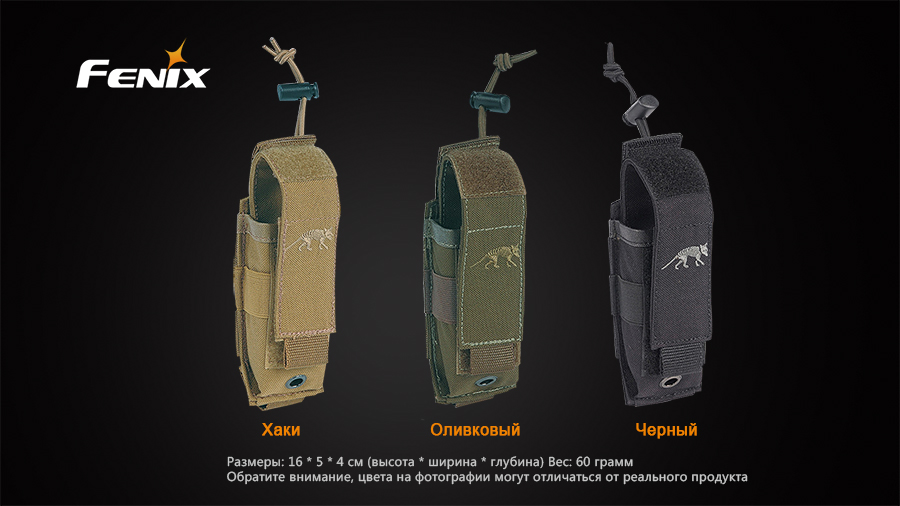 FENIX
Хаки
Оливковый
Черный
Размеры: 16 * 5 * 4 см (высота * ширина * глубина) Вес: 60 грамм
Обратите внимание, цвета на фотографии могут отличаться от реального продукта